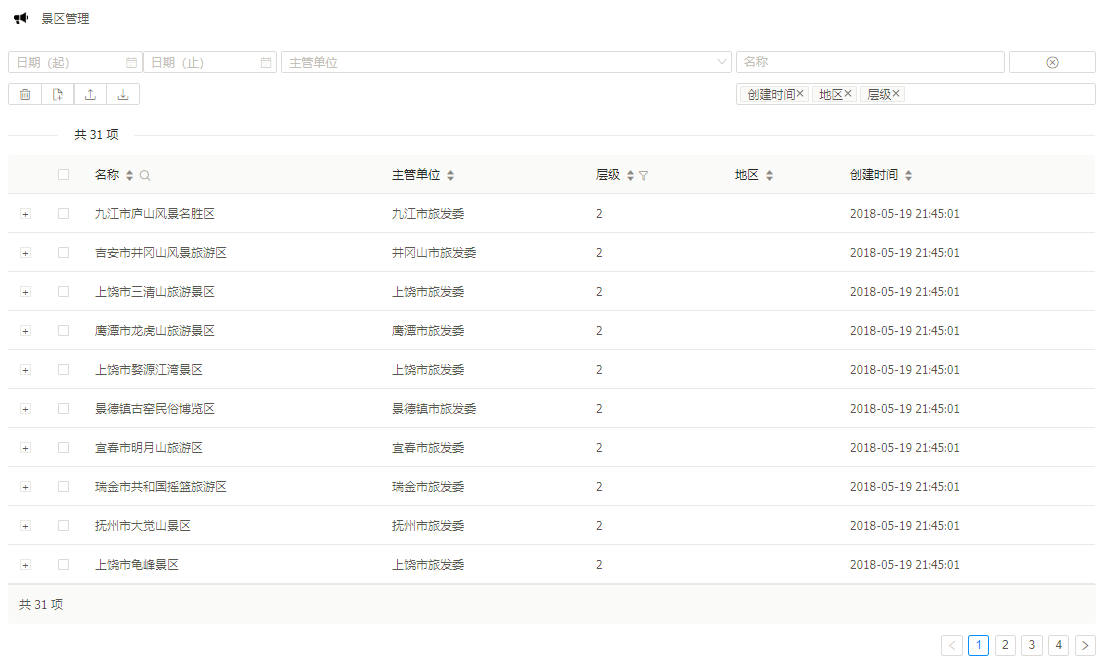 景区管理
日期（起） 日期（止） 主管单位 名称
创建时间× 地区× 层级×
共 31 项
名称 主管单位 层级 地区 创建时间
+ 九江市庐山风景名胜区 九江市旅发委 2 2018-05-19 21:45:01
+ 吉安市井冈山风景旅游区 井冈山市旅发委 2 2018-05-19 21:45:01
+ 上饶市三清山旅游景区 上饶市旅发委 2 2018-05-19 21:45:01
+ 鹰潭市龙虎山旅游景区 鹰潭市旅发委 2 2018-05-19 21:45:01
+ 上饶市婺源江湾景区 上饶市旅发委 2 2018-05-19 21:45:01
+ 景德镇古窑民俗博览区 景德镇市旅发委 2 2018-05-19 21:45:01
+ 宜春市明月山旅游区 宜春市旅发委 2 2018-05-19 21:45:01
+ 瑞金市共和国摇篮旅游区 瑞金市旅发委 2 2018-05-19 21:45:01
+ 抚州市大觉山景区 抚州市旅发委 2 2018-05-19 21:45:01
+ 上饶市龟峰景区 上饶市旅发委 2 2018-05-19 21:45:01
共 31 项
< 1 2 3 4 >